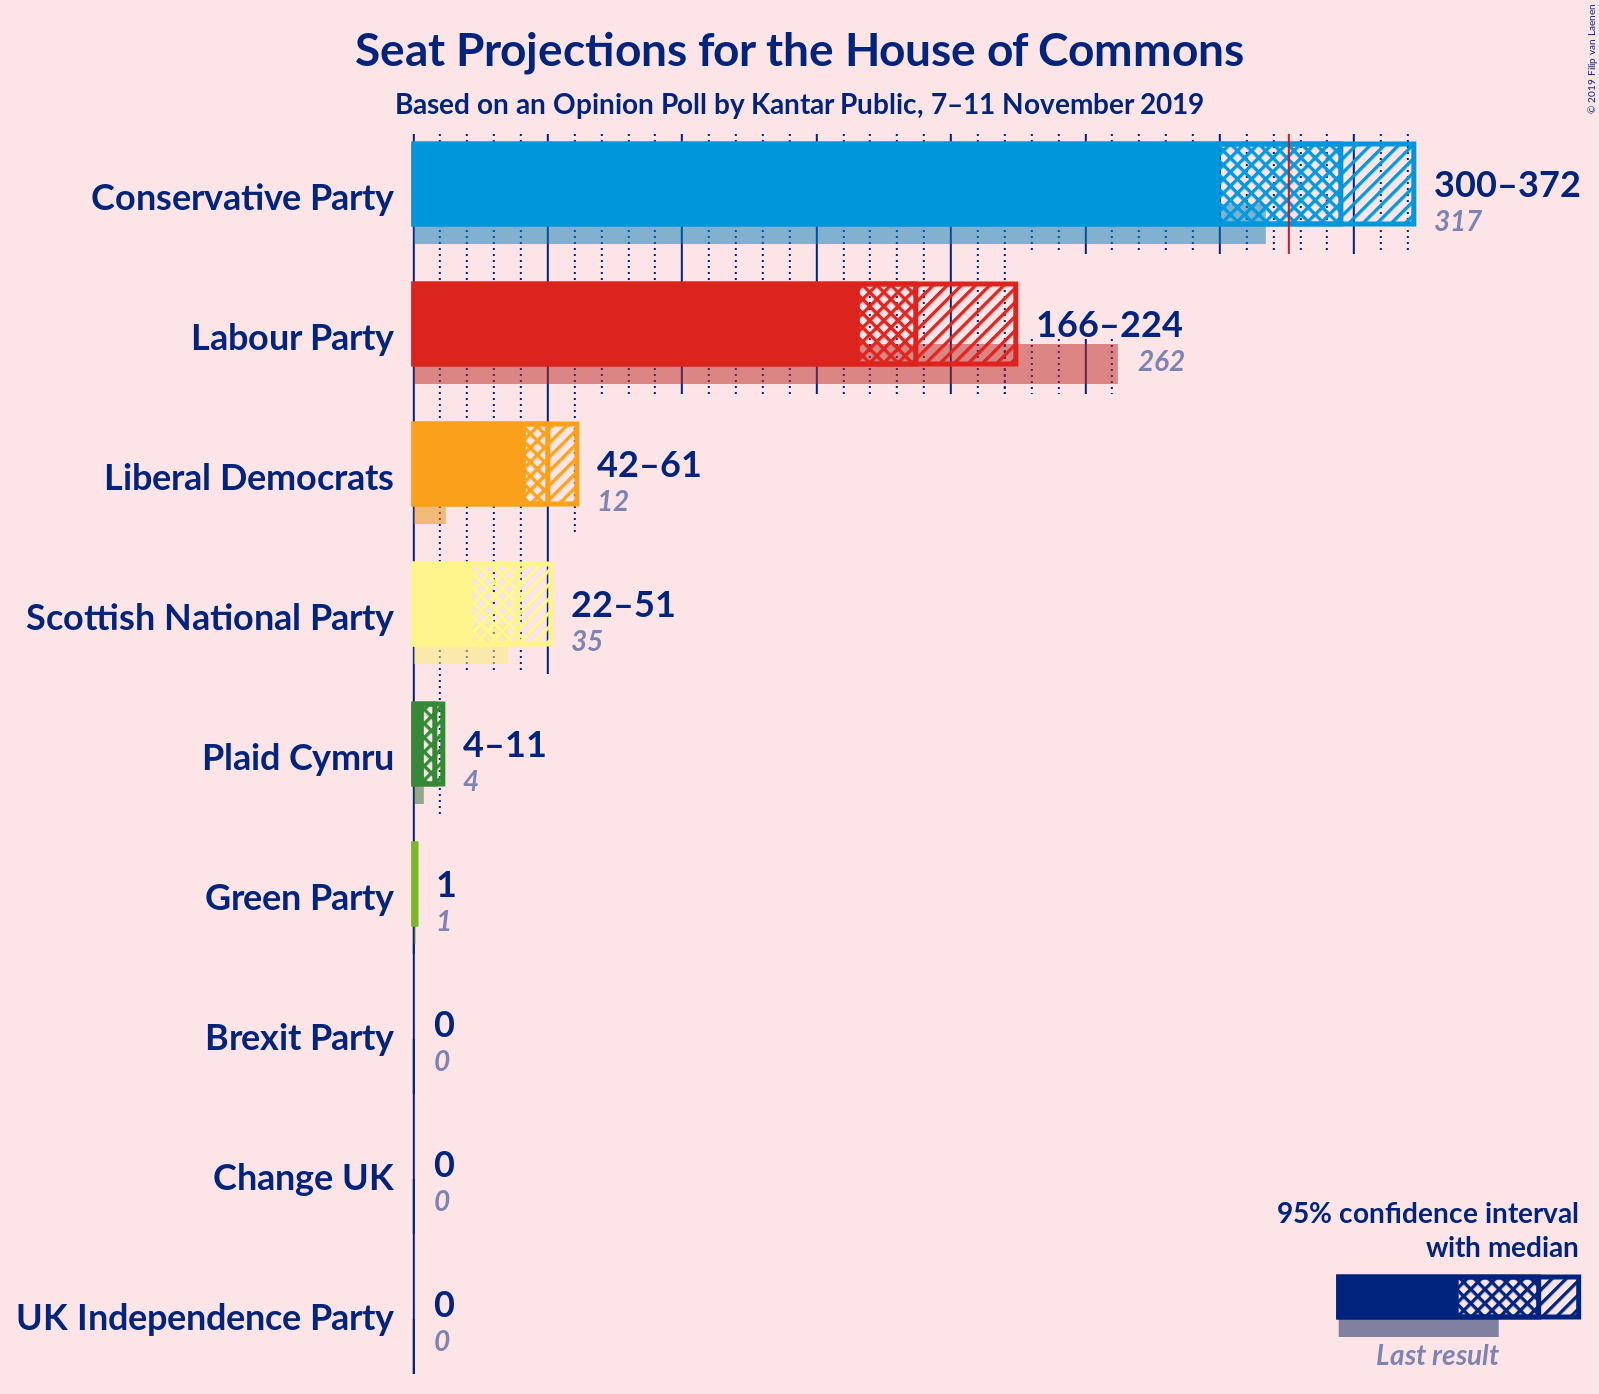 Seat Projections for the House of Commons
Based on an Opinion Poll by Kantar Public, 7–11 November 2019
© 2019 Filip van Laenen
Conservative Party
300–372
317
Labour Party
166–224
262
Liberal Democrats
42–61
12
Scottish National Party
22–51
35
Plaid Cymru
4–11
4
Green Party
1
1
Brexit Party
0
0
Change UK
0
0
UK Independence Party
0
0
95% confidence interval
with median
Last result